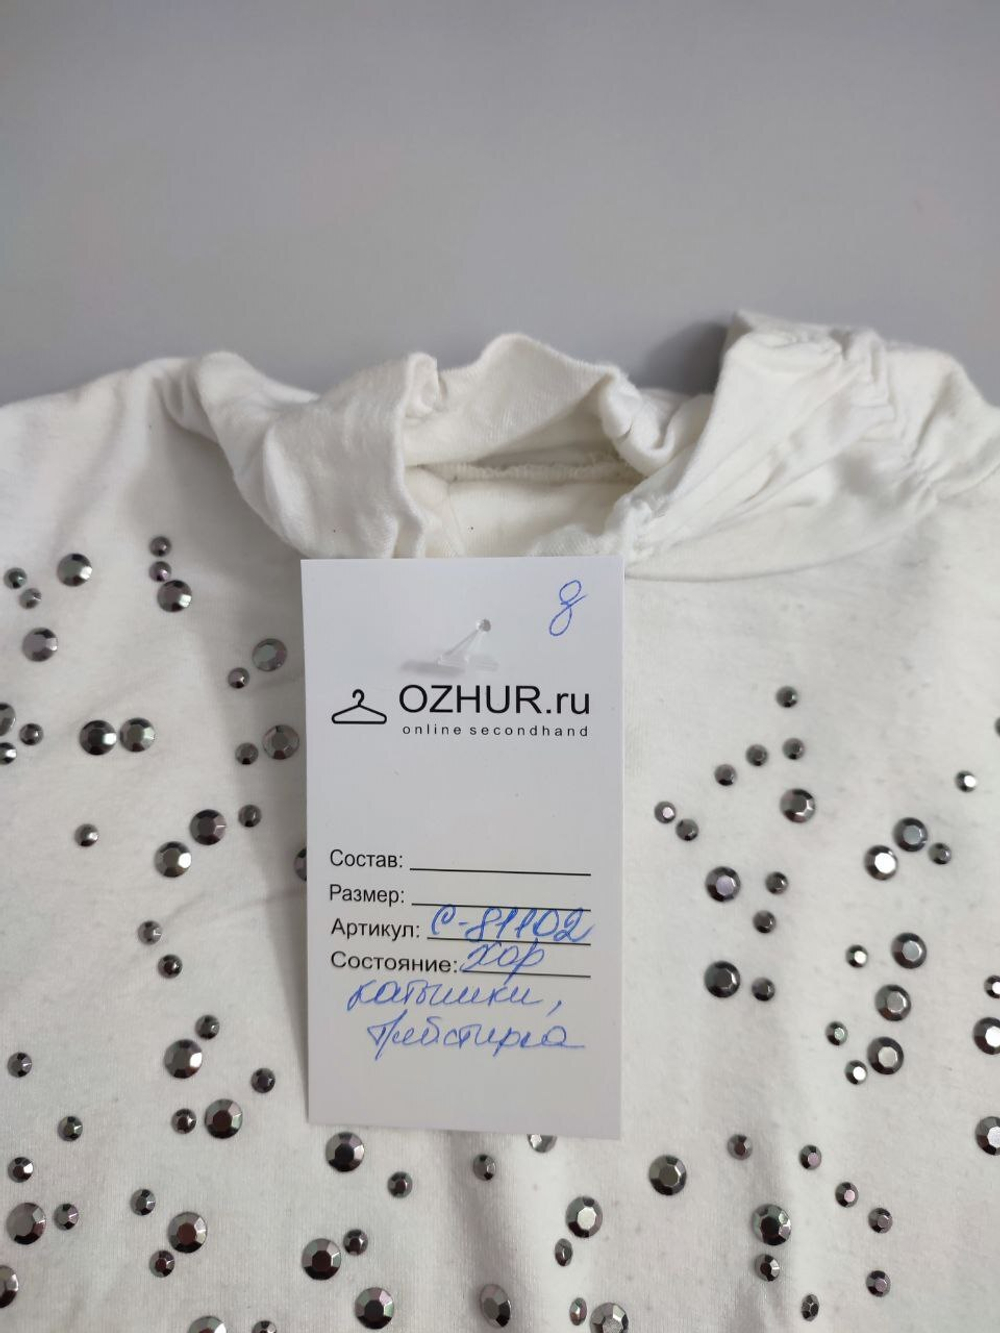 8
OZHUR.ru
online secondhand
Состав:
Размер:
Артикул: С-81102
Состояние: хор
катышки,